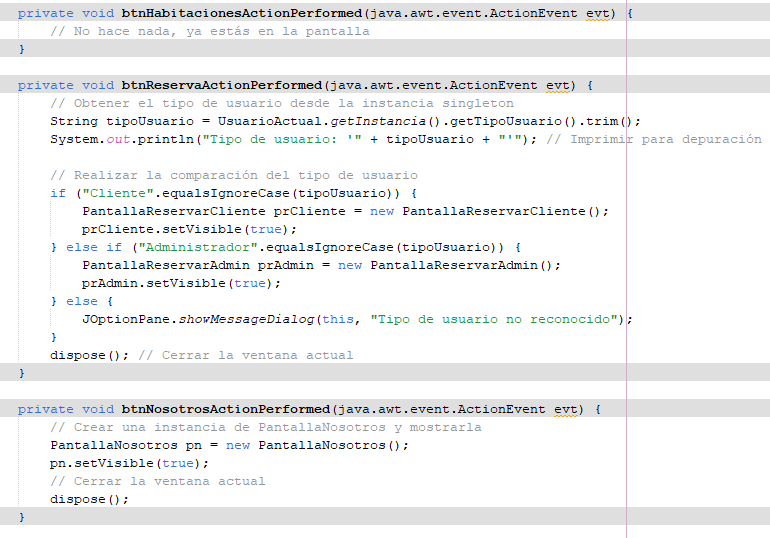 private void btnHabitacionesActionPerformed(java.awt.event.ActionEvent evt) {
    // No hace nada, ya estás en la pantalla
}
private void btnReservaActionPerformed(java.awt.event.ActionEvent evt) {
    // Obtener el tipo de usuario desde la instancia singleton
    String tipoUsuario = UsuarioActual.getInstancia().getTipoUsuario().trim();
    System.out.println("Tipo de usuario: '" + tipoUsuario + "'"); // Imprimir para depuración
    // Realizar la comparación del tipo de usuario
    if ("Cliente".equalsIgnoreCase(tipoUsuario)) {
        PantallaReservarCliente prCliente = new PantallaReservarCliente();
        prCliente.setVisible(true);
    } else if ("Administrador".equalsIgnoreCase(tipoUsuario)) {
        PantallaReservarAdmin prAdmin = new PantallaReservarAdmin();
        prAdmin.setVisible(true);
    } else {
        JOptionPane.showMessageDialog(this, "Tipo de usuario no reconocido");
    }
    dispose(); // Cerrar la ventana actual
}
private void btnNosotrosActionPerformed(java.awt.event.ActionEvent evt) {
    // Crear una instancia de PantallaNosotros y mostrarla
    PantallaNosotros pn = new PantallaNosotros();
    pn.setVisible(true);
    // Cerrar la ventana actual
    dispose();
}